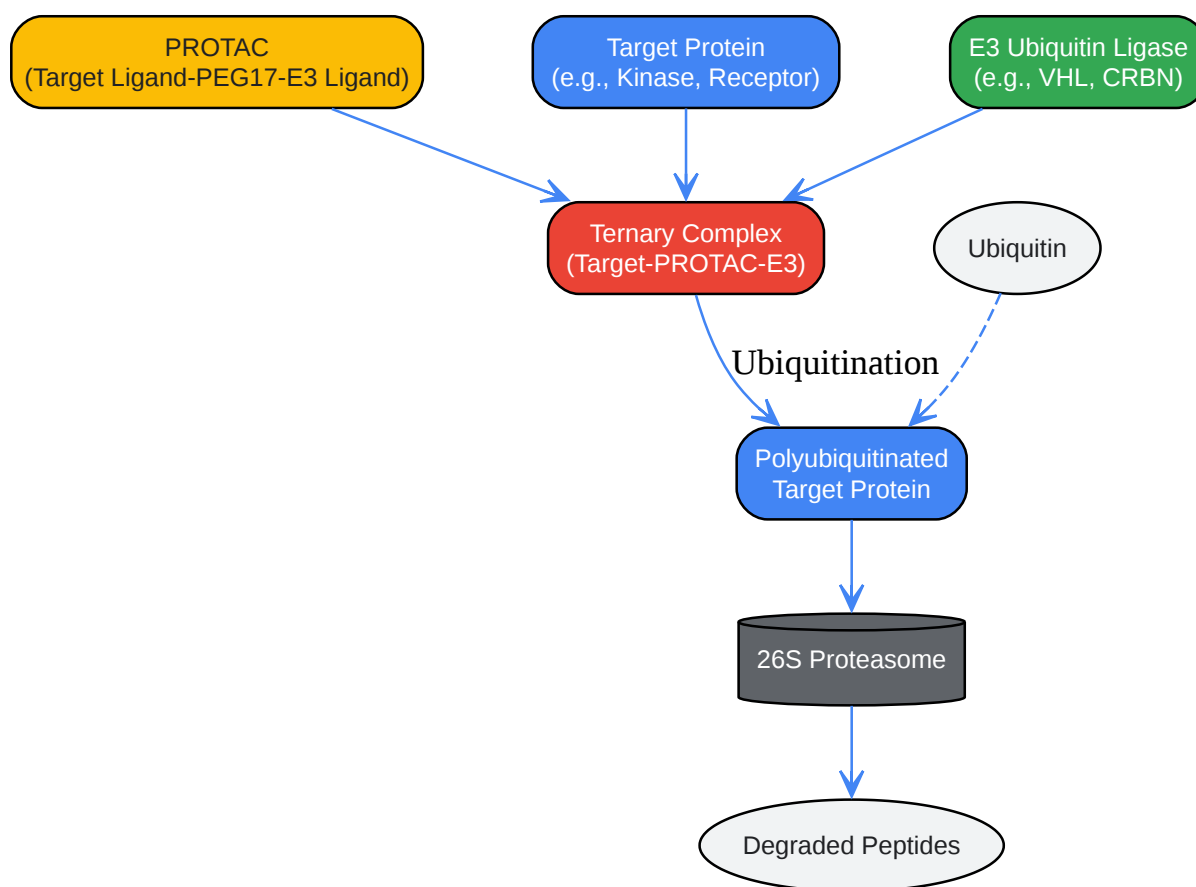 PROTAC
(Target Ligand-PEG17-E3 Ligand)
Target Protein
(e.g., Kinase, Receptor)
E3 Ubiquitin Ligase
(e.g., VHL, CRBN)
Ternary Complex
(Target-PROTAC-E3)
Ubiquitin
Ubiquitination
Polyubiquitinated
Target Protein
26S Proteasome
Degraded Peptides